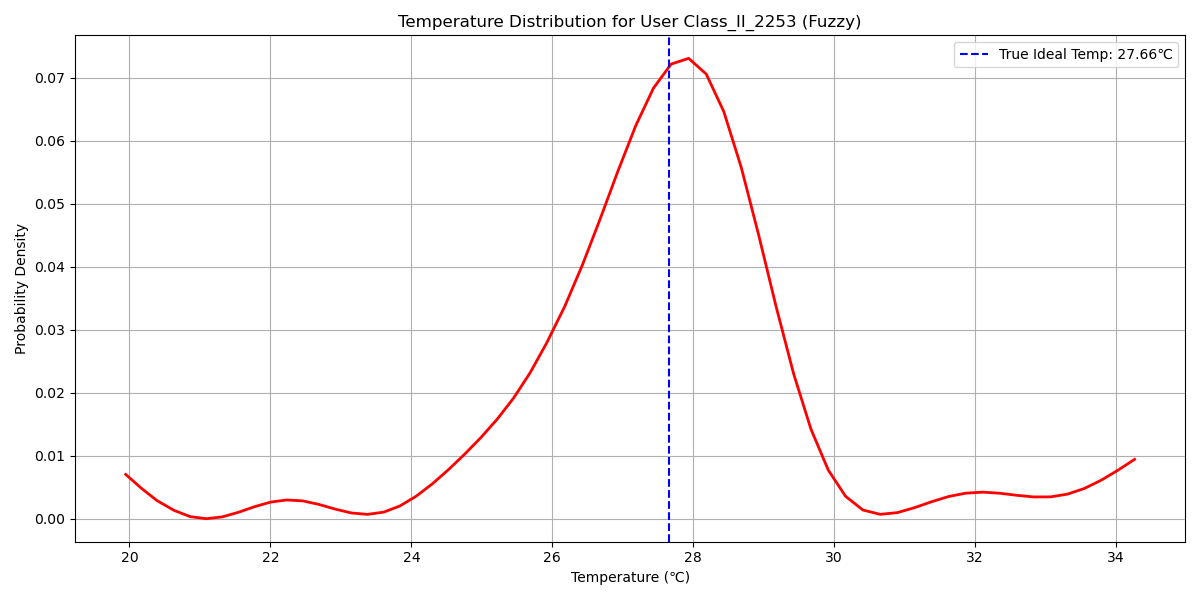 Temperature Distribution for User Class_II_2253 (Fuzzy)
True Ideal Temp: 27.66℃
Probability Density
0.07
0.06
0.05
0.04
0.03
0.02
0.01
0.00
20 22 24 26 28 30 32 34
Temperature (℃)